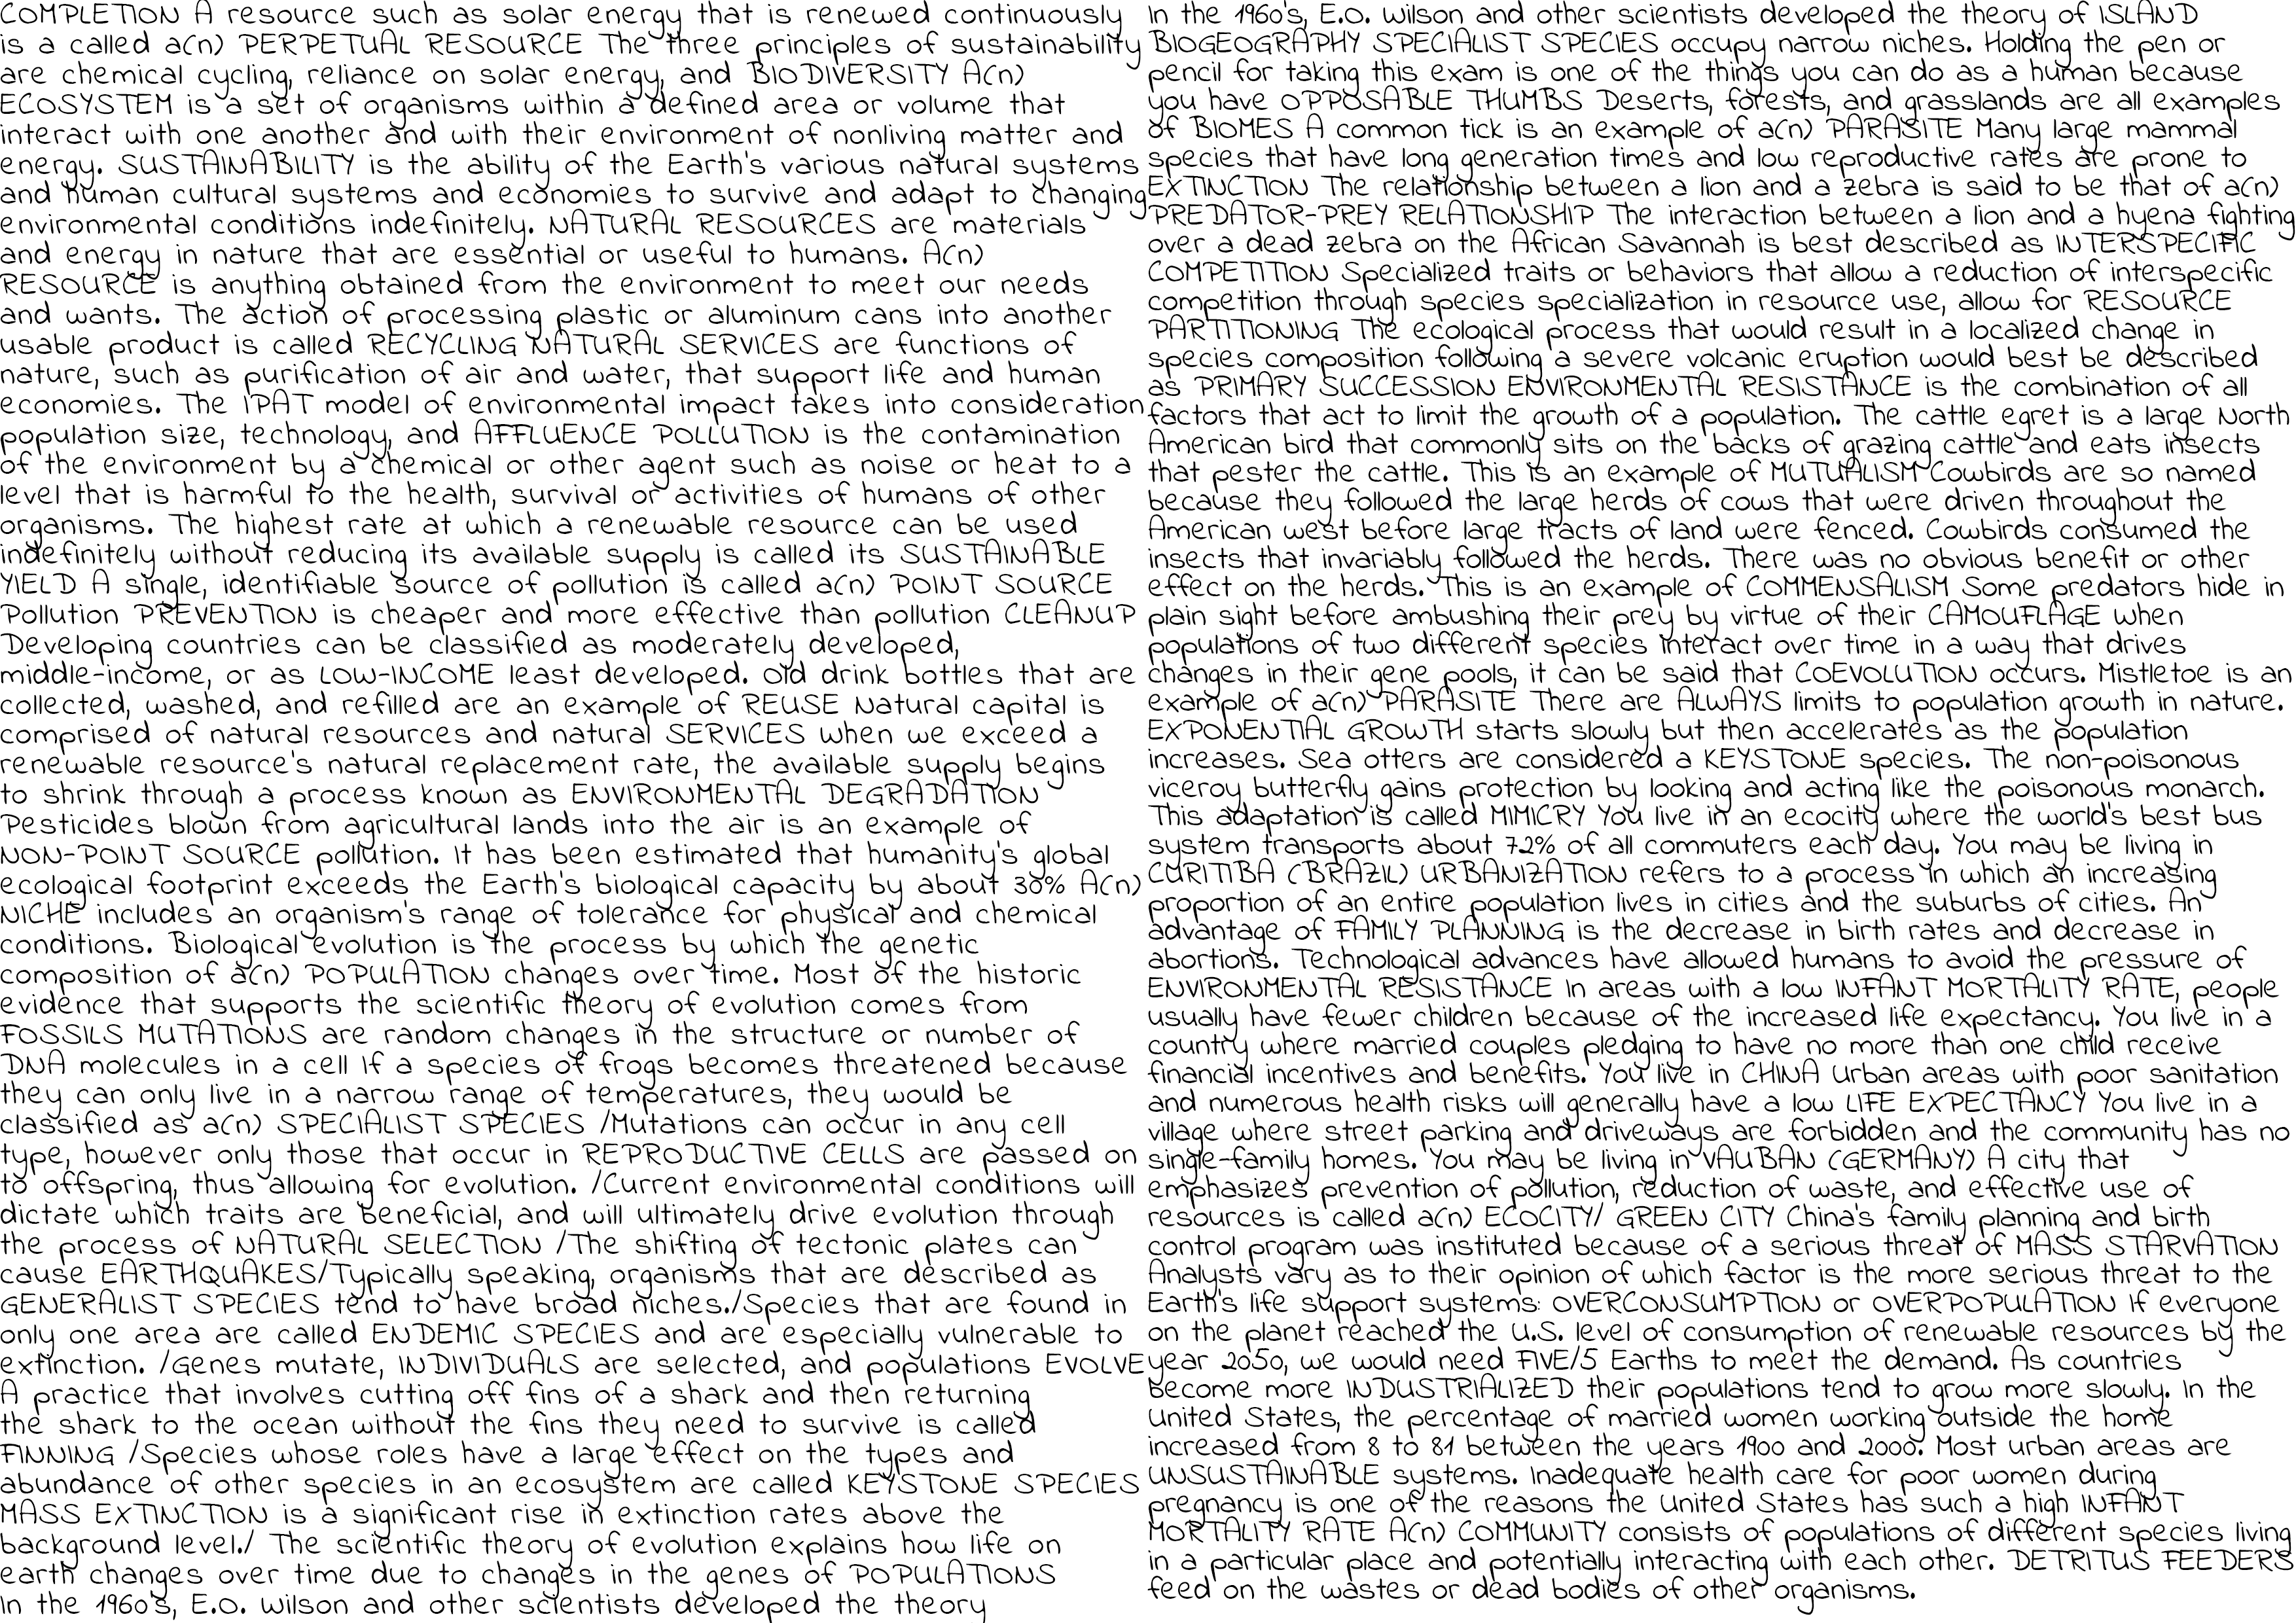 COMPLETION A resource such as solar energy that is renewed continuously
is a called a(n) PERPETUAL RESOURCE The three principles of sustainability
are chemical cycling, reliance on solar energy, and BIODIVERSITY A(n)
ECOSYSTEM is a set of organisms within a defined area or volume that
interact with one another and with their environment of nonliving matter and
energy. SUSTAINABILITY is the ability of the Earth's various natural systems
and human cultural systems and economies to survive and adapt to changing
environmental conditions indefinitely. NATURAL RESOURCES are materials
and energy in nature that are essential or useful to humans. A(n)
RESOURCE is anything obtained from the environment to meet our needs
and wants. The action of processing plastic or aluminum cans into another
usable product is called RECYCLING NATURAL SERVICES are functions of
nature, such as purification of air and water, that support life and human
economies. The IPAT model of environmental impact takes into consideration
population size, technology, and AFFLUENCE POLLUTION is the contamination
of the environment by a chemical or other agent such as noise or heat to a
level that is harmful to the health, survival or activities of humans of other
organisms. The highest rate at which a renewable resource can be used
indefinitely without reducing its available supply is called its SUSTAINABLE
YIELD A single, identifiable source of pollution is called a(n) POINT SOURCE
Pollution PREVENTION is cheaper and more effective than pollution CLEANUP
Developing countries can be classified as moderately developed,
middle-income, or as LOW-INCOME least developed. Old drink bottles that are
collected, washed, and refilled are an example of REUSE Natural capital is
comprised of natural resources and natural SERVICES When we exceed a
renewable resource's natural replacement rate, the available supply begins
to shrink through a process known as ENVIRONMENTAL DEGRADATION
Pesticides blown from agricultural lands into the air is an example of
NON-POINT SOURCE pollution. It has been estimated that humanity's global
ecological footprint exceeds the Earth's biological capacity by about 30% A(n)
NICHE includes an organism's range of tolerance for physical and chemical
conditions. Biological evolution is the process by which the genetic
composition of a(n) POPULATION changes over time. Most of the historic
evidence that supports the scientific theory of evolution comes from
FOSSILS MUTATIONS are random changes in the structure or number of
DNA molecules in a cell If a species of frogs becomes threatened because
they can only live in a narrow range of temperatures, they would be
classified as a(n) SPECIALIST SPECIES /Mutations can occur in any cell
type, however only those that occur in REPRODUCTIVE CELLS are passed on
to offspring, thus allowing for evolution. /Current environmental conditions will
dictate which traits are beneficial, and will ultimately drive evolution through
the process of NATURAL SELECTION /The shifting of tectonic plates can
cause EARTHQUAKES/Typically speaking, organisms that are described as
GENERALIST SPECIES tend to have broad niches./Species that are found in
only one area are called ENDEMIC SPECIES and are especially vulnerable to
extinction. /Genes mutate, INDIVIDUALS are selected, and populations EVOLVE
A practice that involves cutting off fins of a shark and then returning
the shark to the ocean without the fins they need to survive is called
FINNING /Species whose roles have a large effect on the types and
abundance of other species in an ecosystem are called KEYSTONE SPECIES
MASS EXTINCTION is a significant rise in extinction rates above the
background level./ The scientific theory of evolution explains how life on
earth changes over time due to changes in the genes of POPULATIONS
In the 1960's, E.O. Wilson and other scientists developed the theory
In the 1960's, E.O. Wilson and other scientists developed the theory of ISLAND
BIOGEOGRAPHY SPECIALIST SPECIES occupy narrow niches. Holding the pen or
pencil for taking this exam is one of the things you can do as a human because
you have OPPOSABLE THUMBS Deserts, forests, and grasslands are all examples
of BIOMES A common tick is an example of a(n) PARASITE Many large mammal
species that have long generation times and low reproductive rates are prone to
EXTINCTION The relationship between a lion and a zebra is said to be that of a(n)
PREDATOR-PREY RELATIONSHIP The interaction between a lion and a hyena fighting
over a dead zebra on the African Savannah is best described as INTERSPECIFIC
COMPETITION Specialized traits or behaviors that allow a reduction of interspecific
competition through species specialization in resource use, allow for RESOURCE
PARTITIONING The ecological process that would result in a localized change in
species composition following a severe volcanic eruption would best be described
as PRIMARY SUCCESSION ENVIRONMENTAL RESISTANCE is the combination of all
factors that act to limit the growth of a population. The cattle egret is a large North
American bird that commonly sits on the backs of grazing cattle and eats insects
that pester the cattle. This is an example of MUTUALISM Cowbirds are so named
because they followed the large herds of cows that were driven throughout the
American west before large tracts of land were fenced. Cowbirds consumed the
insects that invariably followed the herds. There was no obvious benefit or other
effect on the herds. This is an example of COMMENSALISM Some predators hide in
plain sight before ambushing their prey by virtue of their CAMOUFLAGE When
populations of two different species interact over time in a way that drives
changes in their gene pools, it can be said that COEVOLUTION occurs. Mistletoe is an
example of a(n) PARASITE There are ALWAYS limits to population growth in nature.
EXPONENTIAL GROWTH starts slowly but then accelerates as the population
increases. Sea otters are considered a KEYSTONE species. The non-poisonous
viceroy butterfly gains protection by looking and acting like the poisonous monarch.
This adaptation is called MIMICRY You live in an ecocity where the world's best bus
system transports about 72% of all commuters each day. You may be living in
CURITIBA (BRAZIL) URBANIZATION refers to a process in which an increasing
proportion of an entire population lives in cities and the suburbs of cities. An
advantage of FAMILY PLANNING is the decrease in birth rates and decrease in
abortions. Technological advances have allowed humans to avoid the pressure of
ENVIRONMENTAL RESISTANCE In areas with a low INFANT MORTALITY RATE, people
usually have fewer children because of the increased life expectancy. You live in a
country where married couples pledging to have no more than one child receive
financial incentives and benefits. You live in CHINA Urban areas with poor sanitation
and numerous health risks will generally have a low LIFE EXPECTANCY You live in a
village where street parking and driveways are forbidden and the community has no
single-family homes. You may be living in VAUBAN (GERMANY) A city that
emphasizes prevention of pollution, reduction of waste, and effective use of
resources is called a(n) ECOCITY/ GREEN CITY China's family planning and birth
control program was instituted because of a serious threat of MASS STARVATION
Analysts vary as to their opinion of which factor is the more serious threat to the
Earth's life support systems: OVERCONSUMPTION or OVERPOPULATION If everyone
on the planet reached the U.S. level of consumption of renewable resources by the
year 2050, we would need FIVE/5 Earths to meet the demand. As countries
become more INDUSTRIALIZED their populations tend to grow more slowly. In the
United States, the percentage of married women working outside the home
increased from 8 to 81 between the years 1900 and 2000. Most urban areas are
UNSUSTAINABLE systems. Inadequate health care for poor women during
pregnancy is one of the reasons the United States has such a high INFANT
MORTALITY RATE A(n) COMMUNITY consists of populations of different species living
in a particular place and potentially interacting with each other. DETRITUS FEEDERS
feed on the wastes or dead bodies of other organisms.